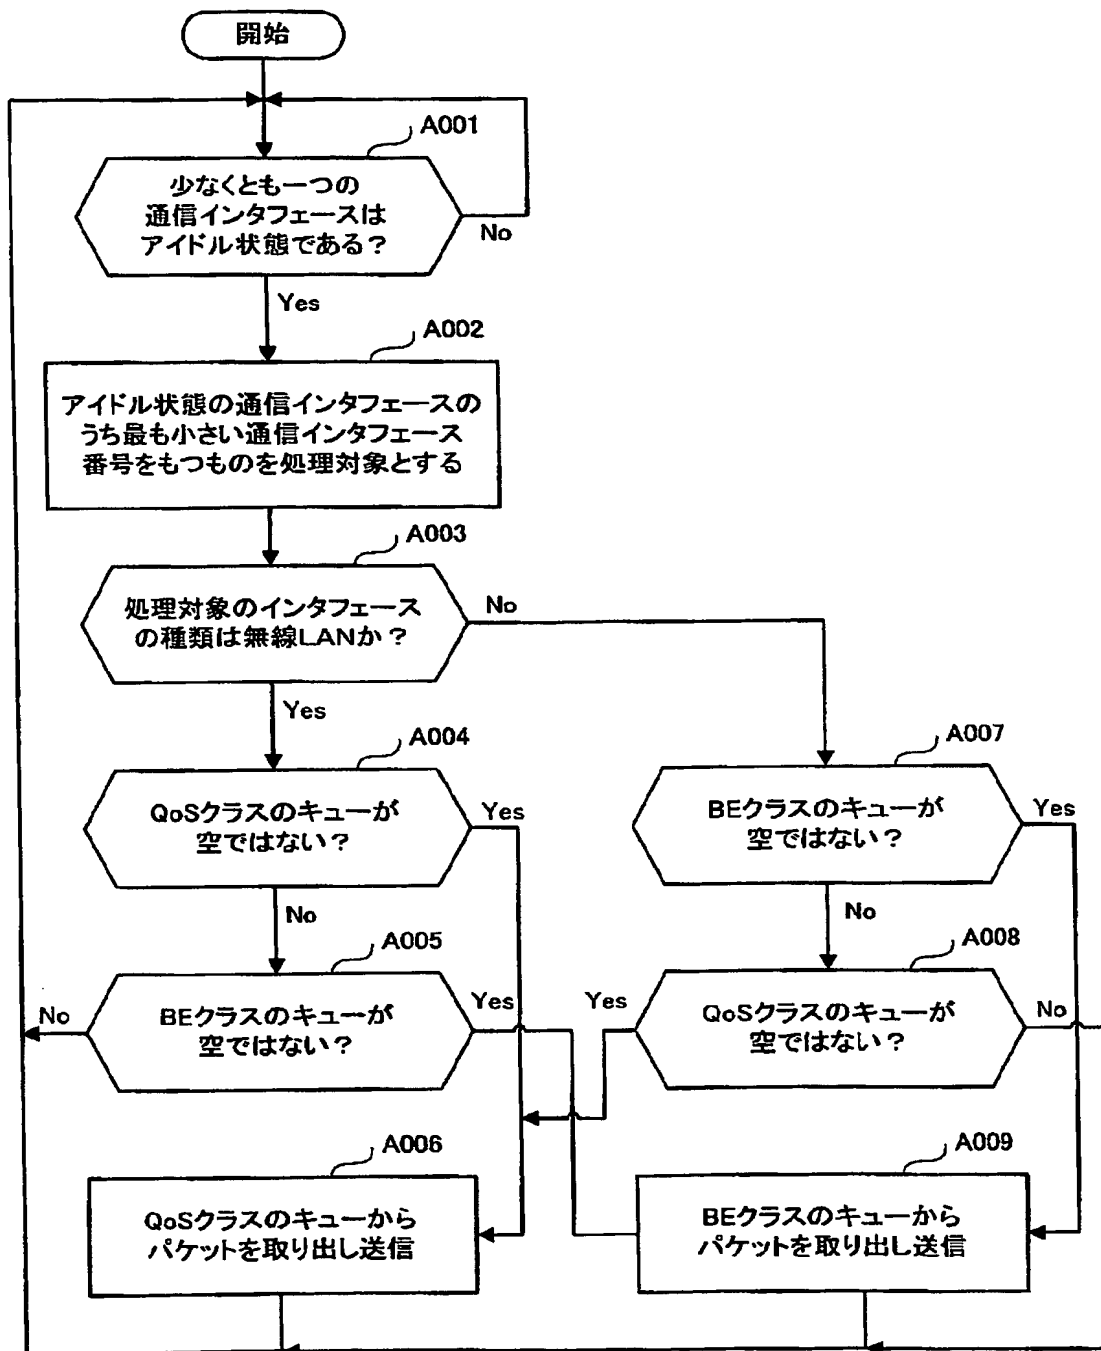 開始
A001
少なくとも一つの
通信インタフェースは
アイドル状態である？
No
Yes
A002
アイドル状態の通信インタフェースの
うち最も小さい通信インタフェース
番号をもつものを処理対象とする
A003
処理対象のインタフェース
の種類は無線LANか？
No
Yes
A004
QoSクラスのキューが
空ではない？
Yes
No
A007
BEクラスのキューが
空ではない？
Yes
No
A005
BEクラスのキューが
空ではない？
No
Yes
A008
QoSクラスのキューが
空ではない？
Yes
No
A006
QoSクラスのキューから
パケットを取り出し送信
A009
BEクラスのキューから
パケットを取り出し送信